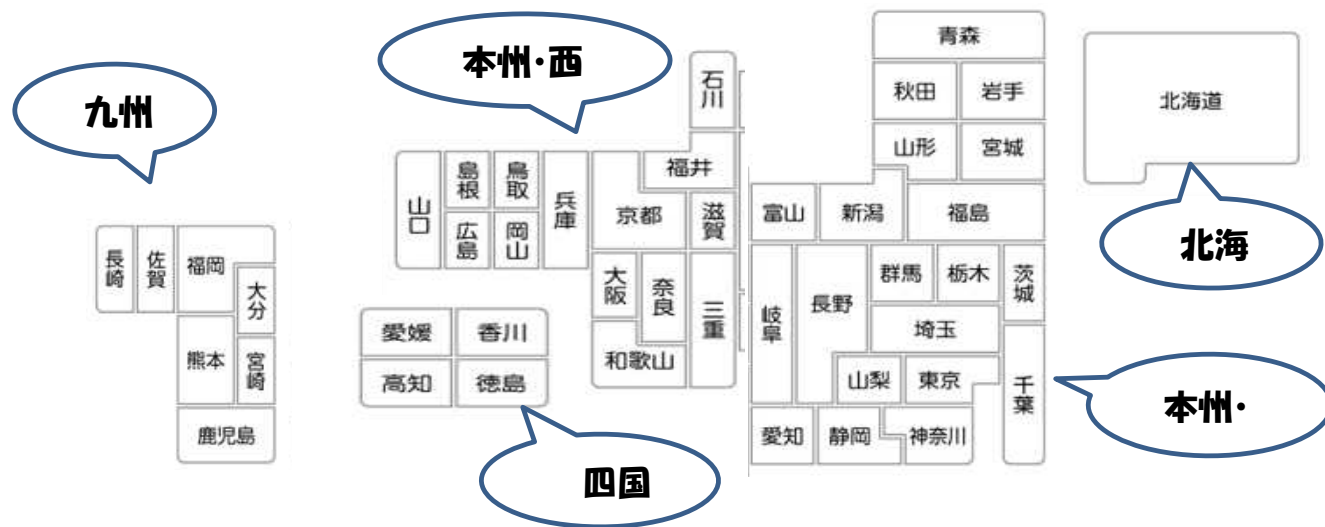 九州
本州･西
北海
本州･
四国
北海道
青森
秋田
岩手
山形
宮城
富山
新潟
福島
岐阜
長野
群馬
栃木
茨城
埼玉
山梨
東京
千葉
愛知
静岡
神奈川
石川
福井
山口
島根
鳥取
広島
岡山
兵庫
京都
滋賀
大阪
奈良
三重
和歌山
愛媛
香川
高知
徳島
長崎
佐賀
福岡
大分
熊本
宮崎
鹿児島